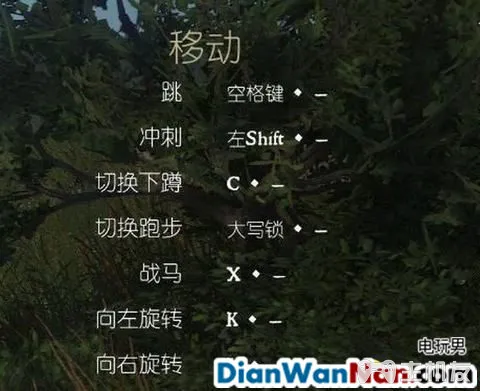 移动
跳 空格键 ◆ –
冲刺 左Shift ◆ –
切换下蹲 C ◆ –
切换跑步 大写锁 ◆ –
战马 X ◆ –
向左旋转 K ◆ –
向右旋转
电玩男
DianWanNan.com